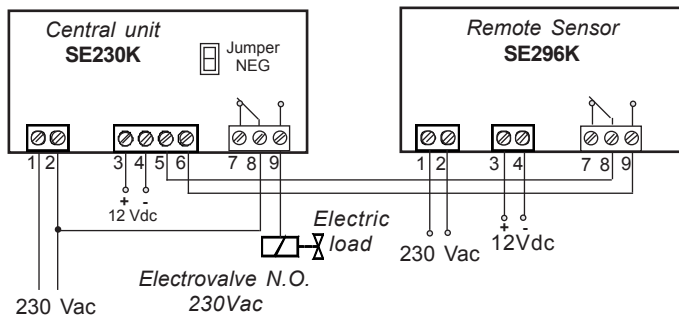 Central unit
SE230K
Jumper
NEG
1 2 3 4 5 6 7 8 9
+ -
12 Vdc
Electric
load
Electrovalve N.O.
230Vac
230 Vac
Remote Sensor
SE296K
1 2 3 4 7 8 9
+ -
230 Vac
12Vdc